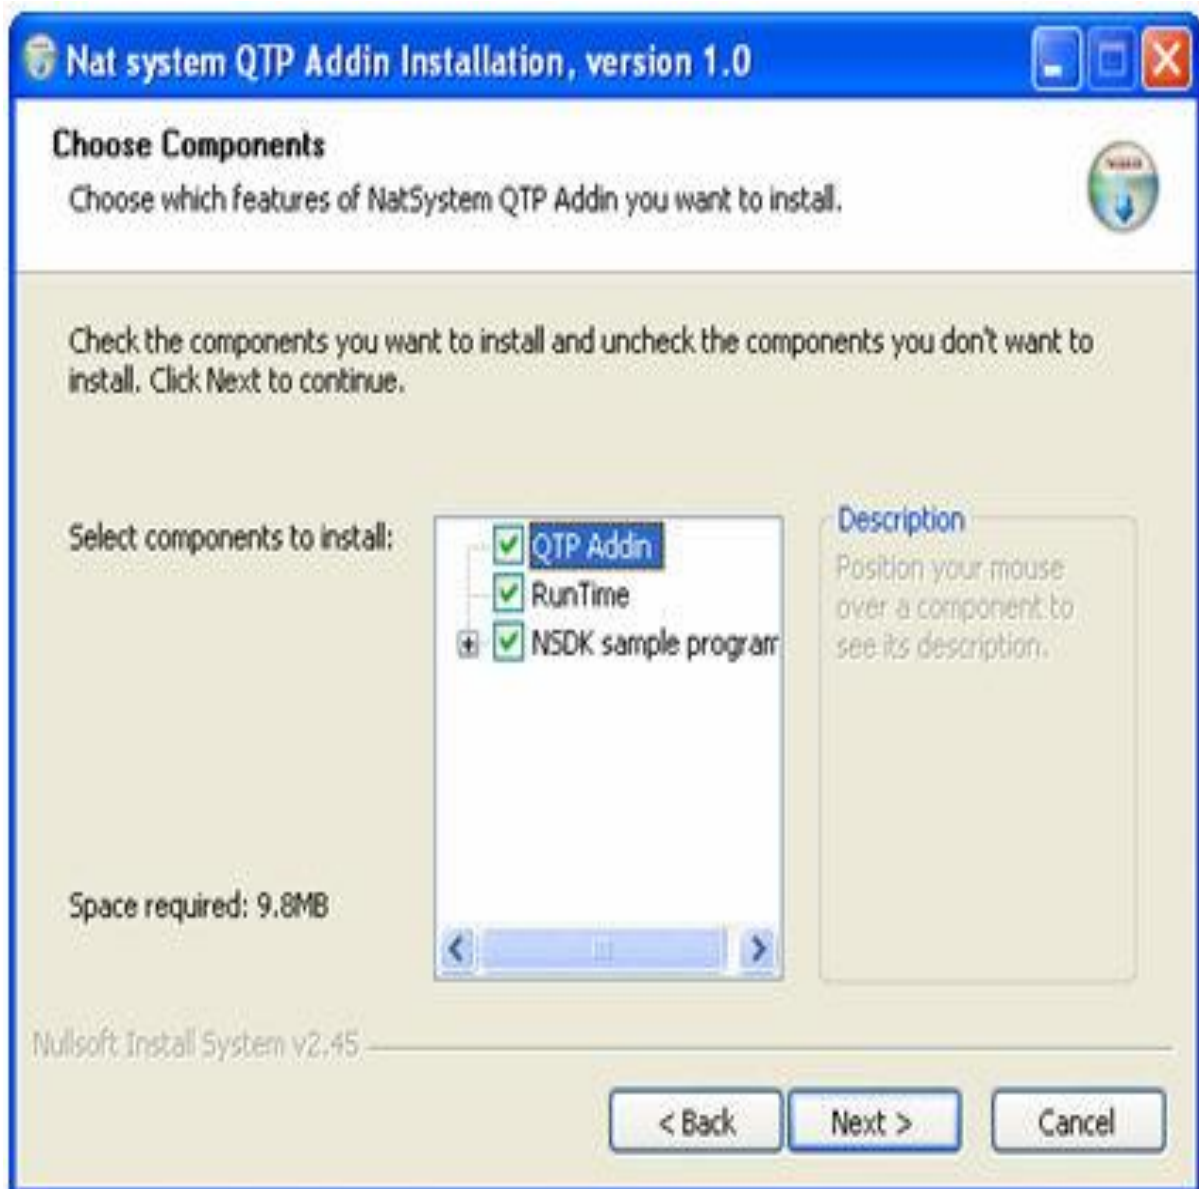 Nat system QTP Addin Installation, version 1.0
Choose Components
Choose which features of NatSystem QTP Addin you want to install.
Check the components you want to install and uncheck the components you don't want to
install. Click Next to continue.
Select components to install:
QTP Addin
RunTime
NSDK sample program
Description
Position your mouse
over a component to
see its description.
Space required: 9.8MB
Nullsoft Install System v2.45
< Back
Next >
Cancel